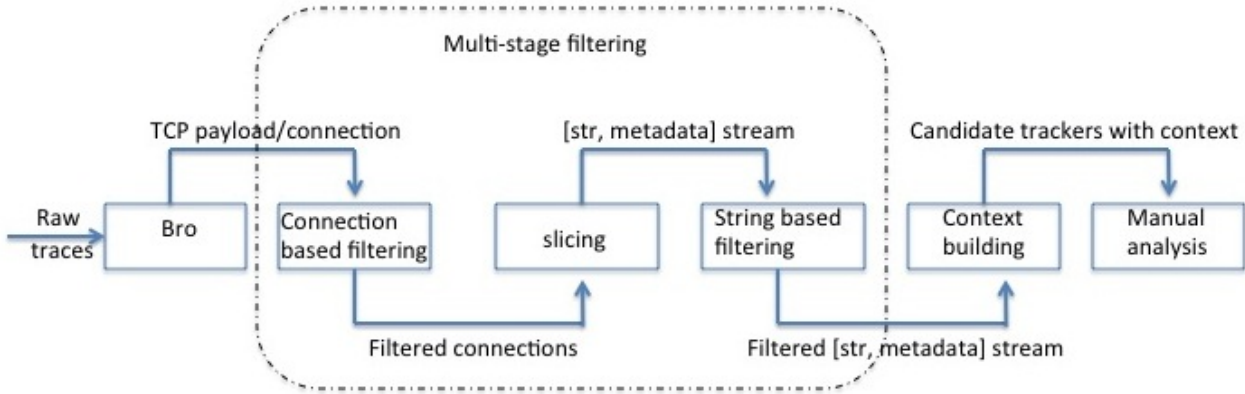 Multi-stage filtering
TCP payload/connection
[str, metadata] stream
Candidate trackers with context
Raw
traces
Bro
Connection
based filtering
slicing
String based
filtering
Context
building
Manual
analysis
Filtered connections
Filtered [str, metadata] stream